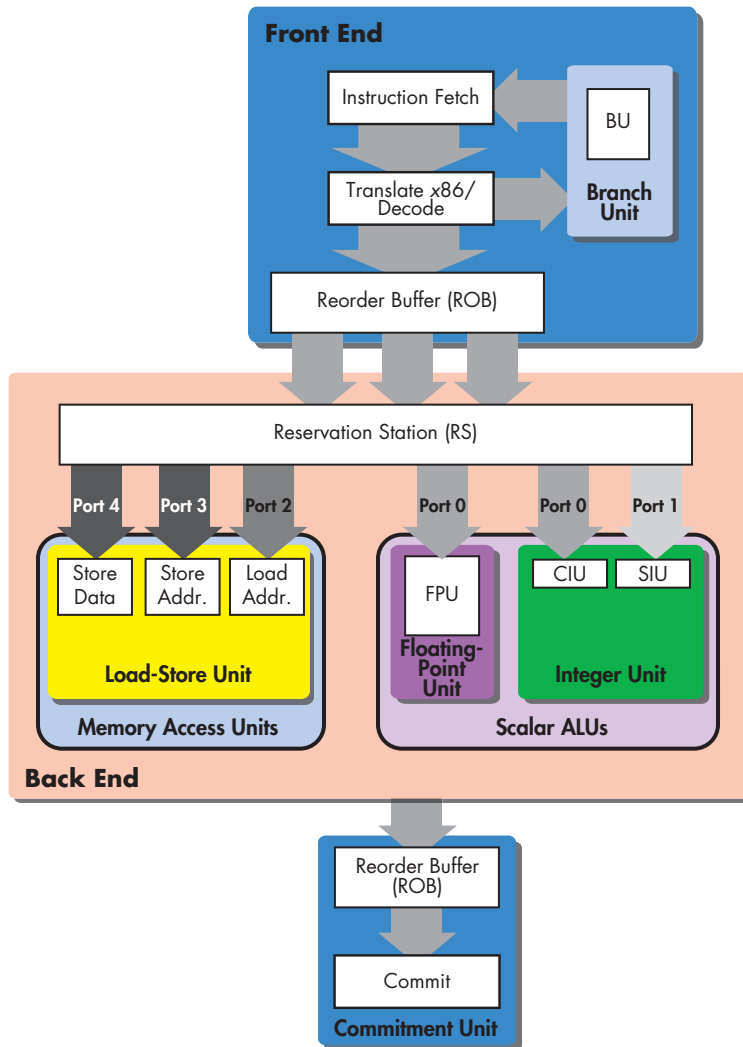 Front End
Instruction Fetch
BU
Translate x86/
Decode
Branch
Unit
Reorder Buffer (ROB)
Reservation Station (RS)
Port 4
Port 3
Port 2
Port 0
Port 0
Port 1
Store
Data
Store
Addr.
Load
Addr.
FPU
CIU
SIU
Load-Store Unit
Floating-
Point
Unit
Integer Unit
Memory Access Units
Scalar ALUs
Back End
Reorder Buffer
(ROB)
Commit
Commitment Unit